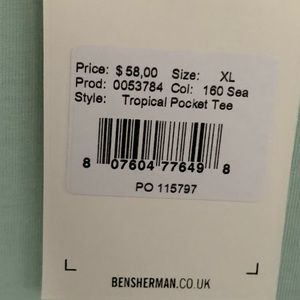 Price: $58,00 Size: XL
Prod: 0053784 Col: 160 Sea
Style: Tropical Pocket Tee
8 07604 77649 8
PO 115797
BENSHERMAN.CO.UK